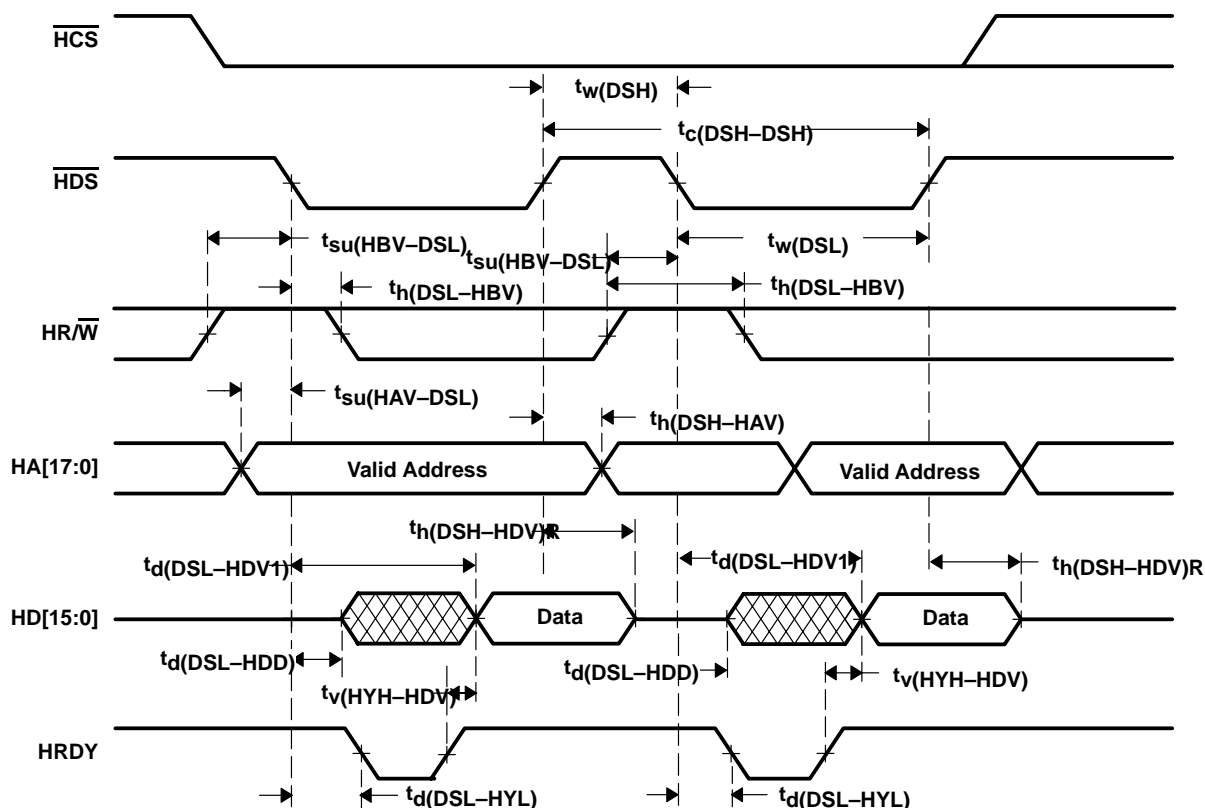 HCS
tw(DSH)
tc(DSH–DSH)
HDS
tsu(HBV–DSL)
tw(DSL)
tsu(HBV–DSL)
th(DSL–HBV)
th(DSL–HBV)
HR/W
tsu(HAV–DSL)
th(DSH–HAV)
HA[17:0]
Valid Address
Valid Address
th(DSH–HDV)R
td(DSL–HDV1)
td(DSL–HDV1)
th(DSH–HDV)R
HD[15:0]
Data
Data
td(DSL–HDD)
td(DSL–HDD)
tv(HYH–HDV)
tv(HYH–HDV)
HRDY
td(DSL–HYL)
td(DSL–HYL)